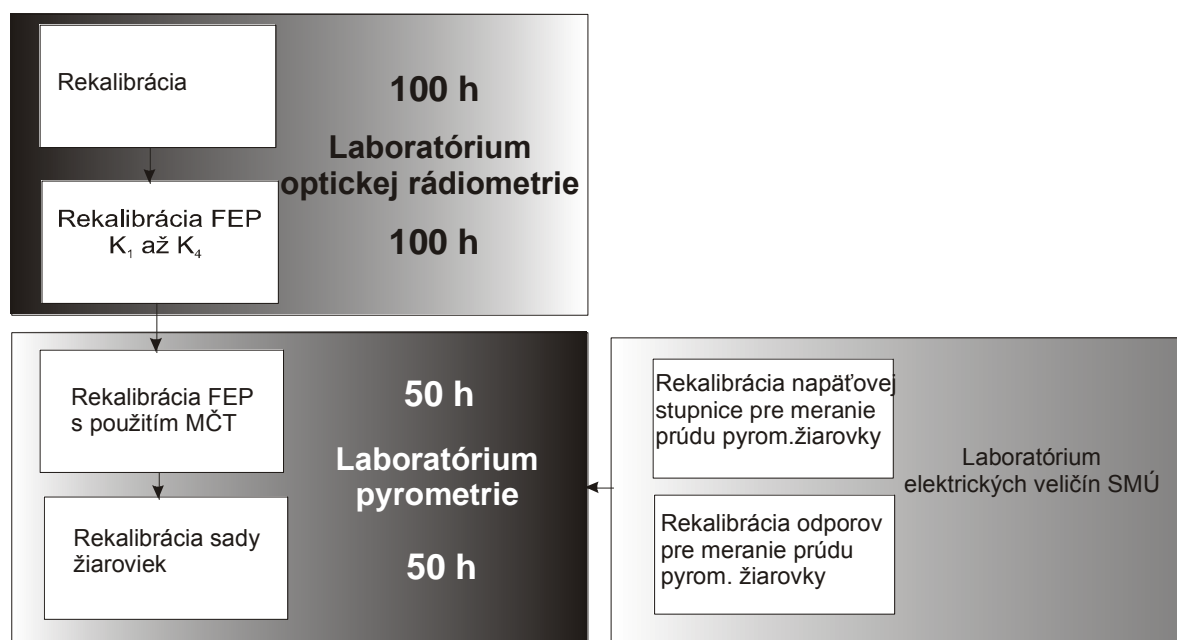 Rekalibrácia
100 h
Laboratórium
optickej rádiometrie
Rekalibrácia FEP
K₁ až K₄
100 h
Rekalibrácia FEP
s použitím MČT
50 h
Laboratórium
pyrometrie
Rekalibrácia sady
žiaroviek
50 h
Rekalibrácia napäťovej
stupnice pre meranie
prúdu pyrom.žiarovky
Laboratórium
elektrických veličín SMÚ
Rekalibrácia odporov
pre meranie prúdu
pyrom. žiarovky